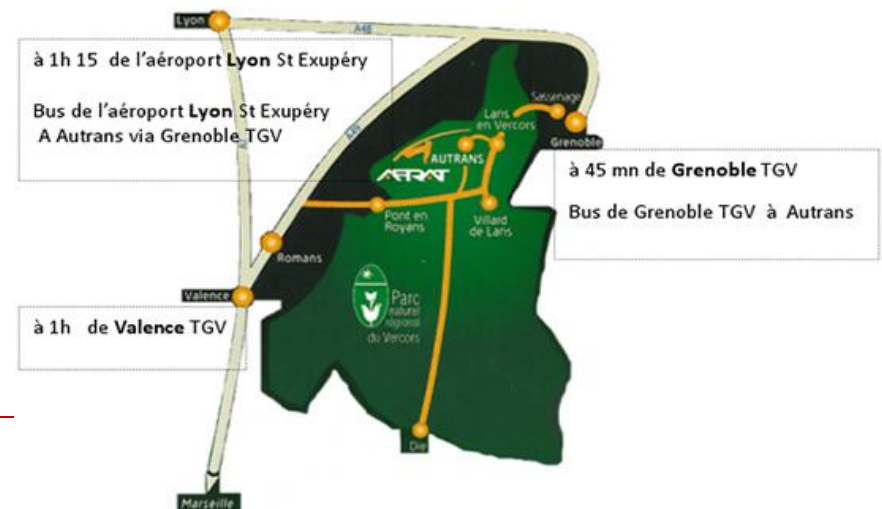 Lyon
A48
à 1h 15 de l'aéroport Lyon St Exupéry
Bus de l'aéroport Lyon St Exupéry
A Autrans via Grenoble TGV
A49
Sassenage
Lans
en Vercors
Grenoble
AUTRANS
AFRAT
à 45 mn de Grenoble TGV
Bus de Grenoble TGV à Autrans
Pont en
Royans
Villard
de Lans
Romans
Valence
Parc
naturel
régional
du Vercors
à 1h de Valence TGV
Die
Marseille